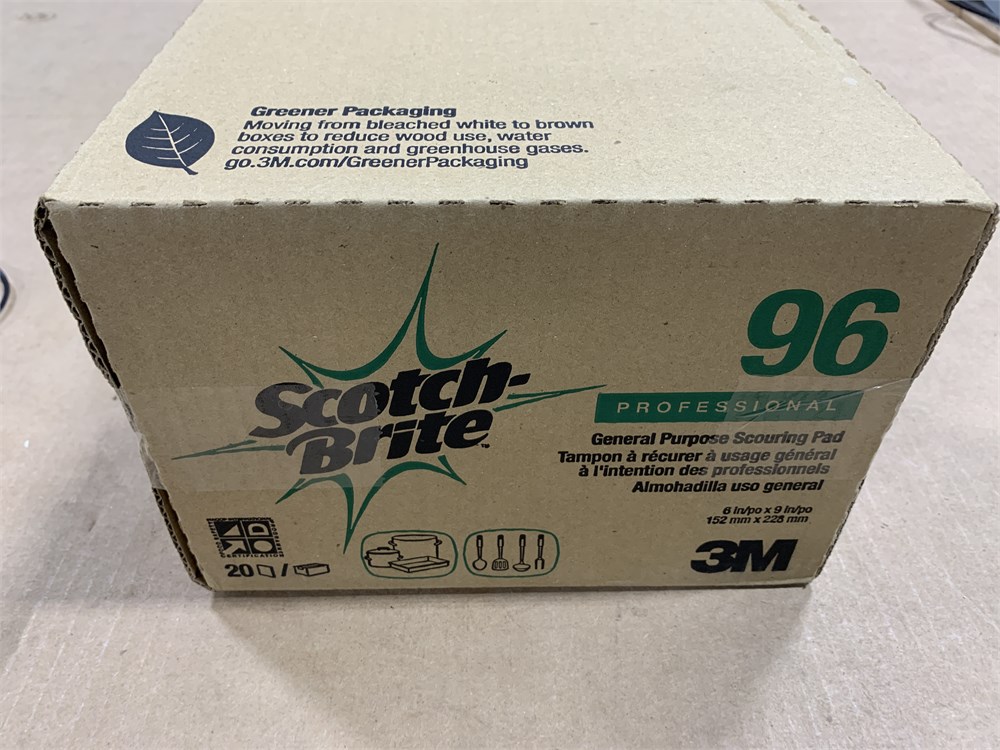 Greener Packaging
Moving from bleached white to brown
boxes to reduce wood use, water
consumption and greenhouse gases.
go.3M.com/GreenerPackaging
Scotch-
Brite™
96
PROFESSIONAL
General Purpose Scouring Pad
Tampon à récurer à usage général
à l'intention des professionnels
Almohadilla uso general
6 in/po x 9 in/po
152 mm x 228 mm
3M
CERTIFICATION
20 /